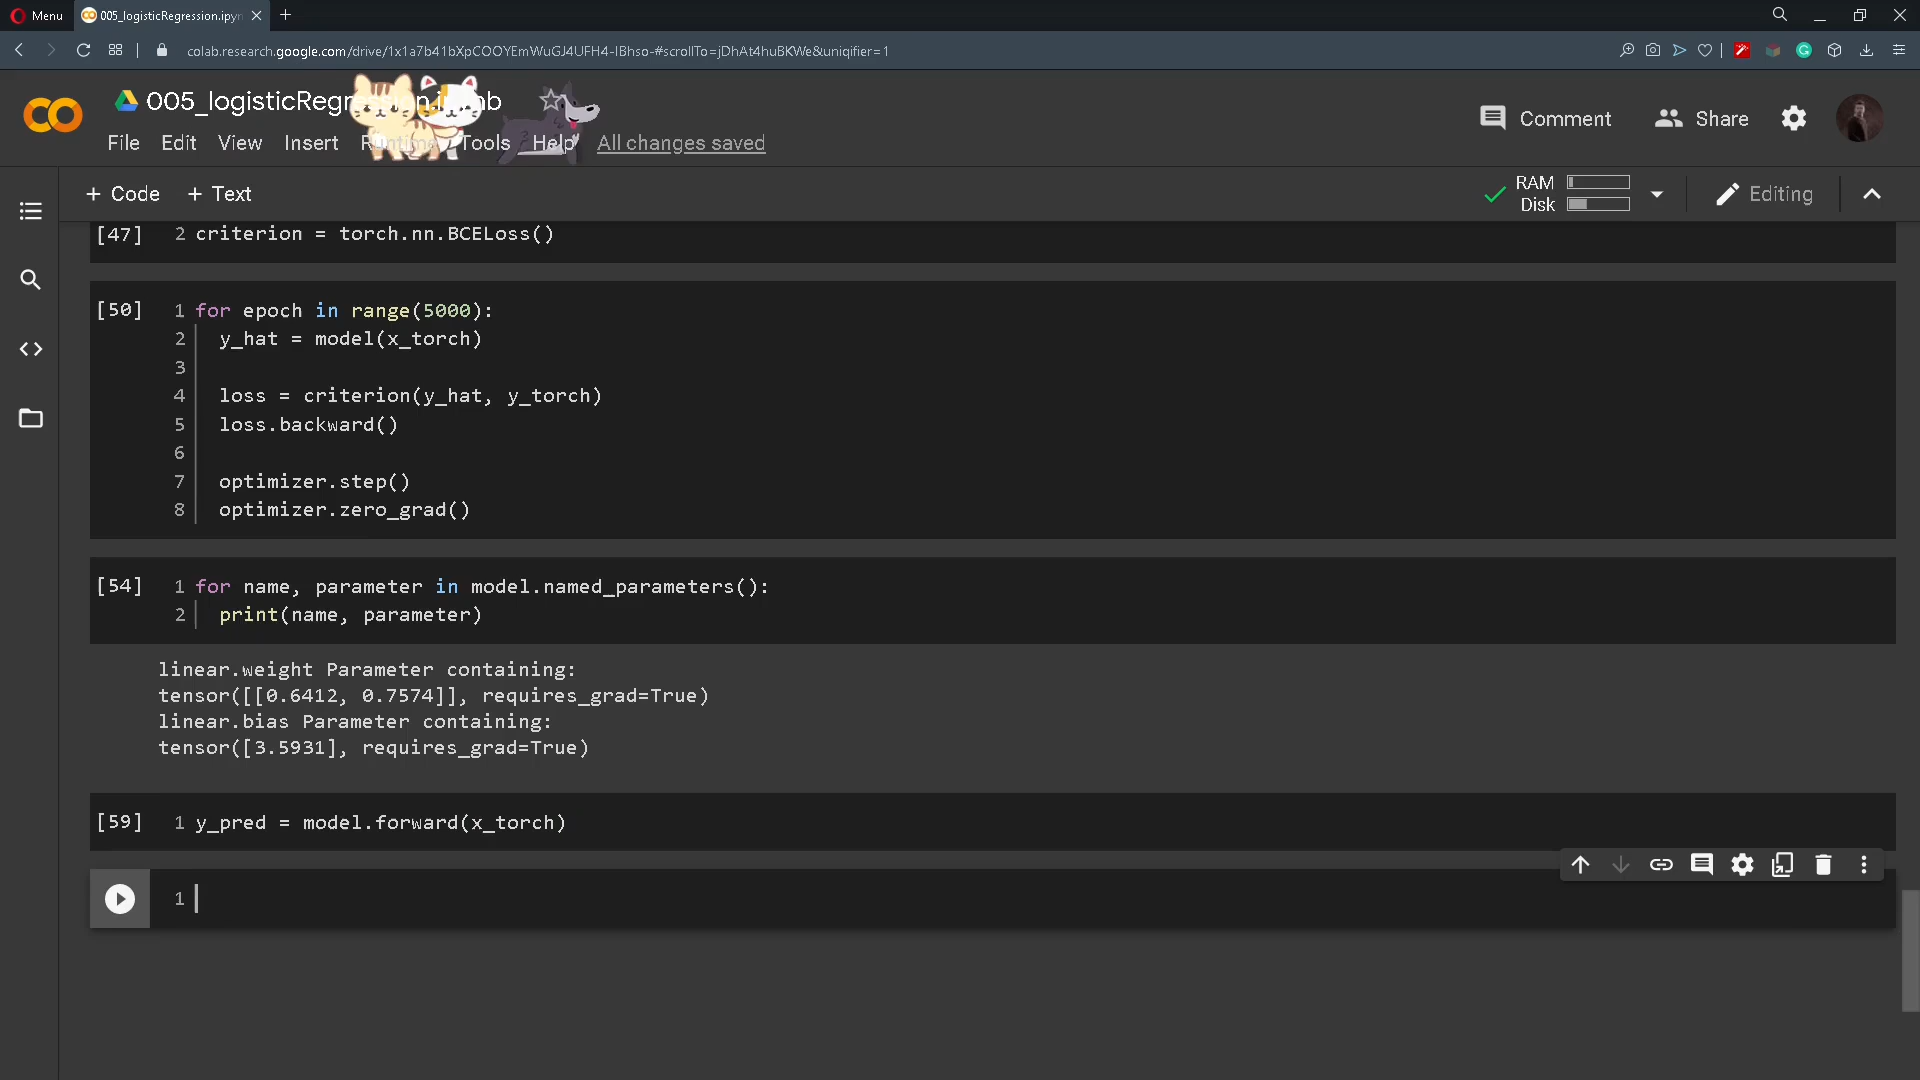 Menu
005_logisticRegression.ipyn
colab.research.google.com/drive/1x1a7b41bXpCOOYEmWuGJ4UFH4-IBhso-#scrollTo=jDhAt4huBKWe&uniqifier=1
005_logisticRegression.ipynb
Comment
Share
File Edit View Insert Runtime Tools Help All changes saved
+ Code + Text
RAM
Disk
Editing
[47] 2 criterion = torch.nn.BCELoss()
[50] 1 for epoch in range(5000):
2 y_hat = model(x_torch)
3
4 loss = criterion(y_hat, y_torch)
5 loss.backward()
6
7 optimizer.step()
8 optimizer.zero_grad()
[54] 1 for name, parameter in model.named_parameters():
2 print(name, parameter)
linear.weight Parameter containing:
tensor([[0.6412, 0.7574]], requires_grad=True)
linear.bias Parameter containing:
tensor([3.5931], requires_grad=True)
[59] 1 y_pred = model.forward(x_torch)
1